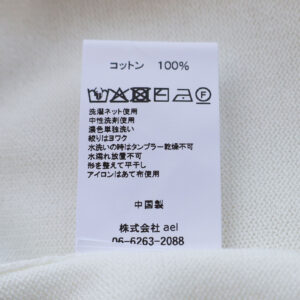 コットン 100%
洗濯ネット使用
中性洗剤使用
濃色単独洗い
絞りはヨワク
水洗いの時はタンブラー乾燥不可
水濡れ放置不可
形を整えて平干し
アイロンはあて布使用
中国製
株式会社 ael
06-6263-2088